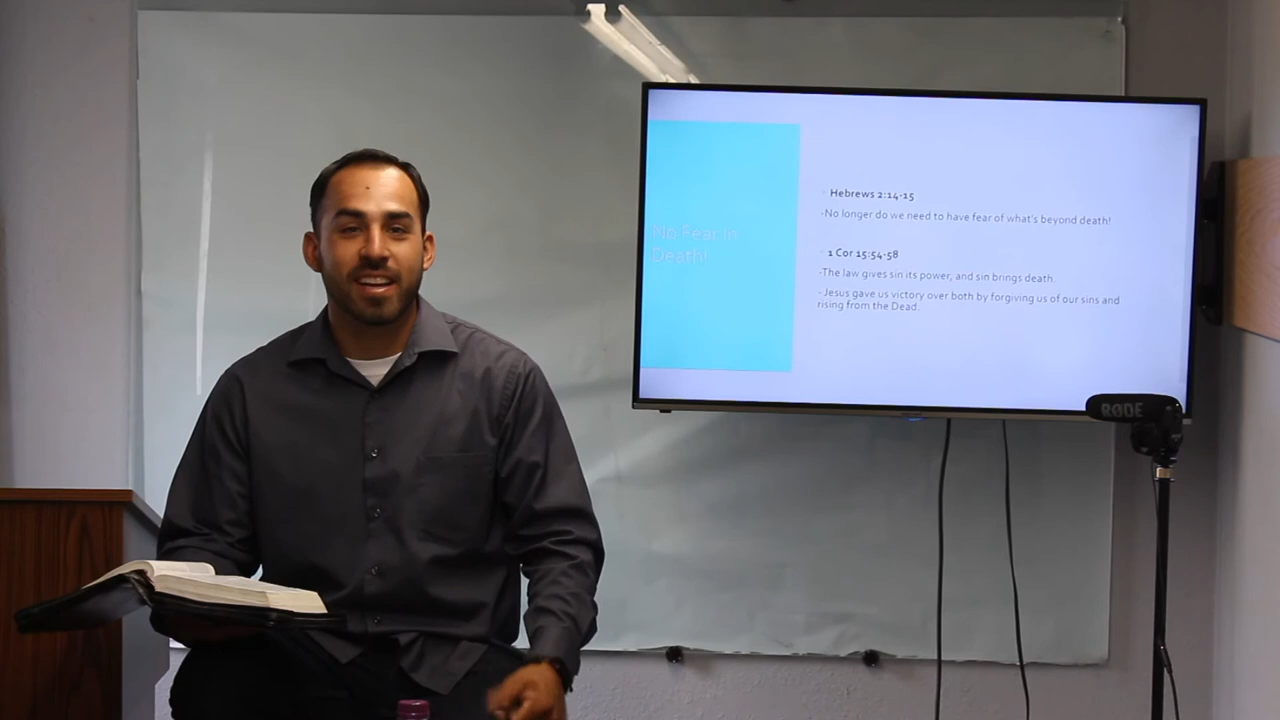 No Fear in
Death!
Hebrews 2:14-15
-No longer do we need to have fear of what's beyond death!
1 Cor 15:54-58
-The law gives sin its power, and sin brings death.
- Jesus gave us victory over both by forgiving us of our sins and
rising from the Dead.
RØDE